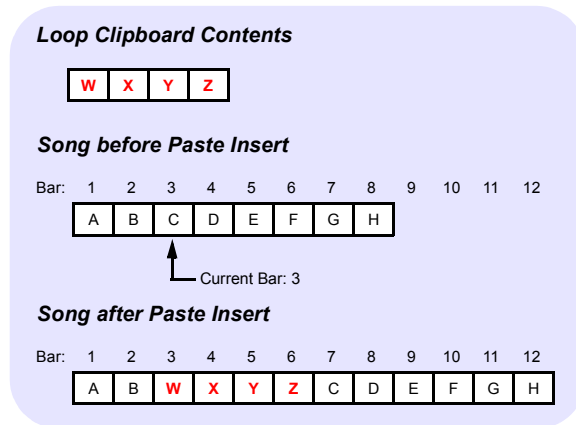 Loop Clipboard Contents
W X Y Z
Song before Paste Insert
Bar: 1 2 3 4 5 6 7 8 9 10 11 12
A B C D E F G H
Current Bar: 3
Song after Paste Insert
Bar: 1 2 3 4 5 6 7 8 9 10 11 12
A B W X Y Z C D E F G H